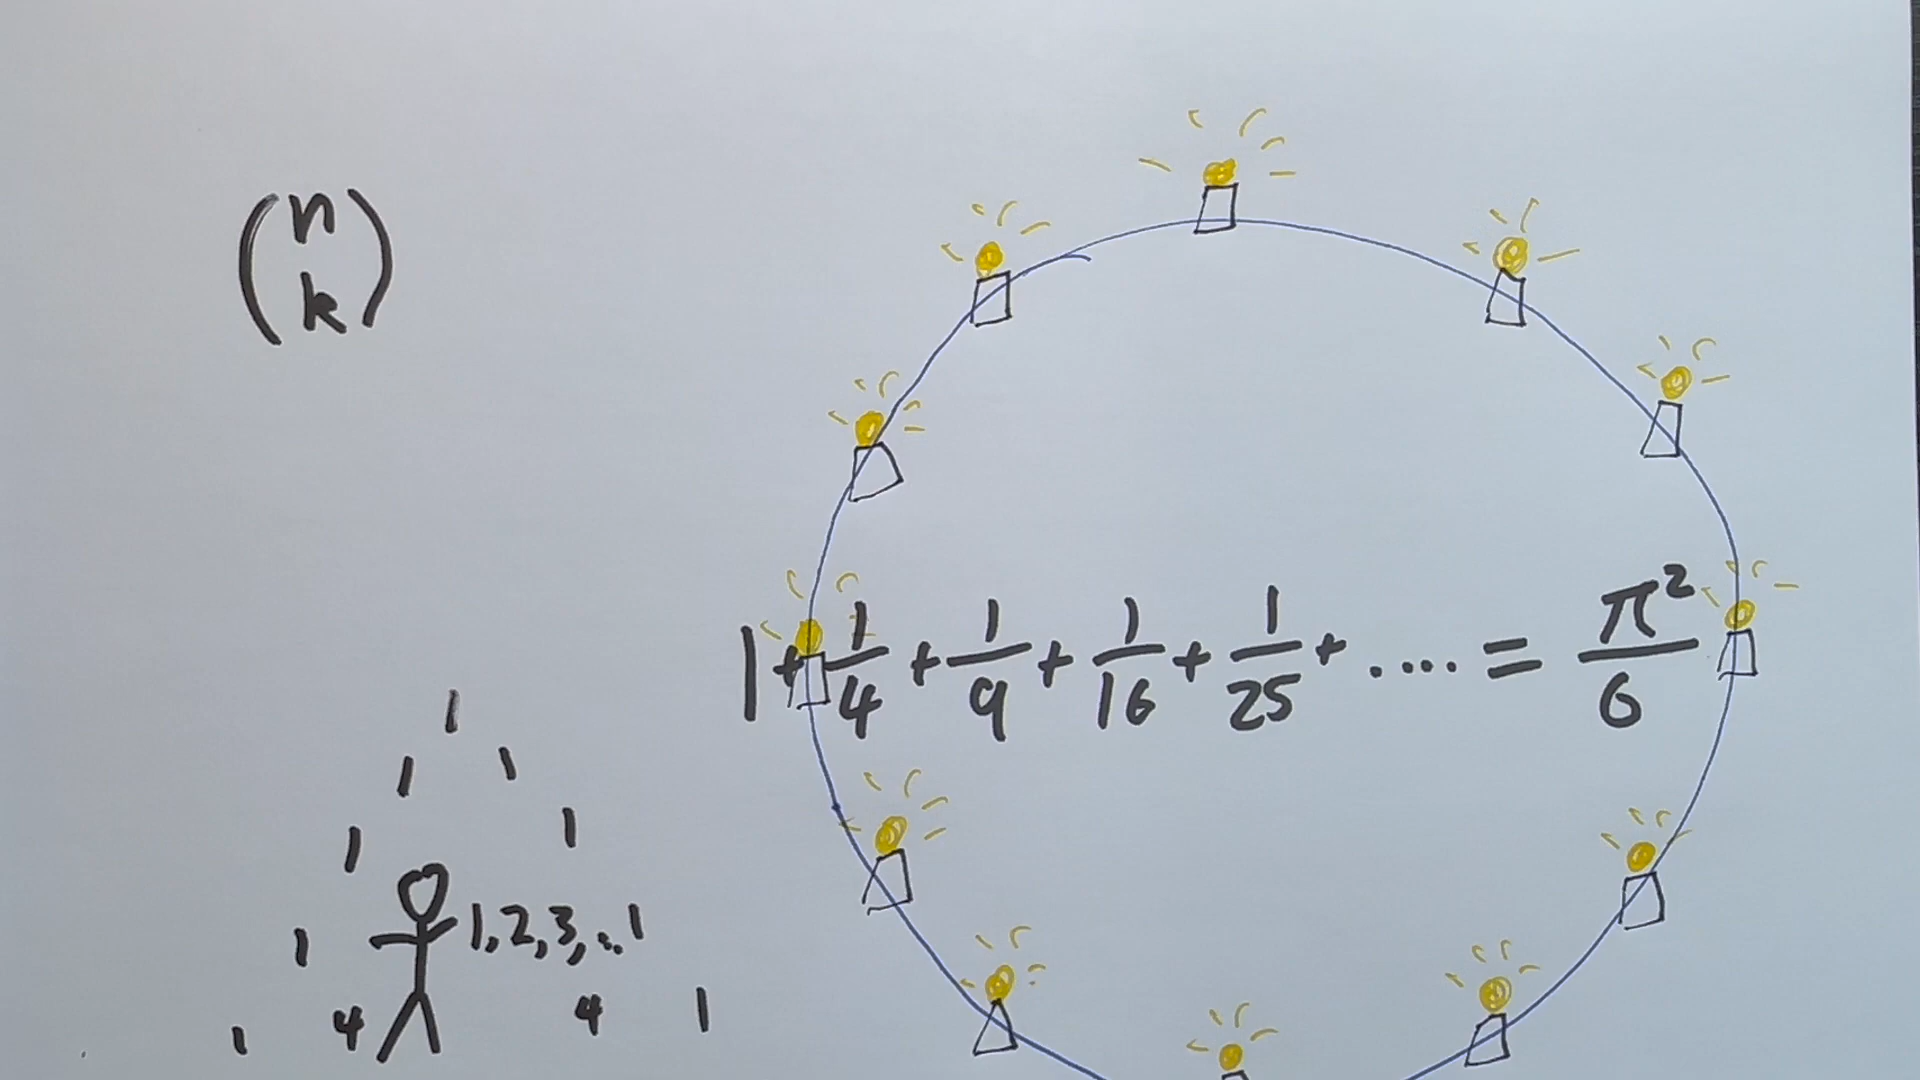 (n
k)
1 + 1/4 + 1/9 + 1/16 + 1/25 + .... = π²/6
1
1 1
1 1
1 1,2,3,... 1
1 4 4 1